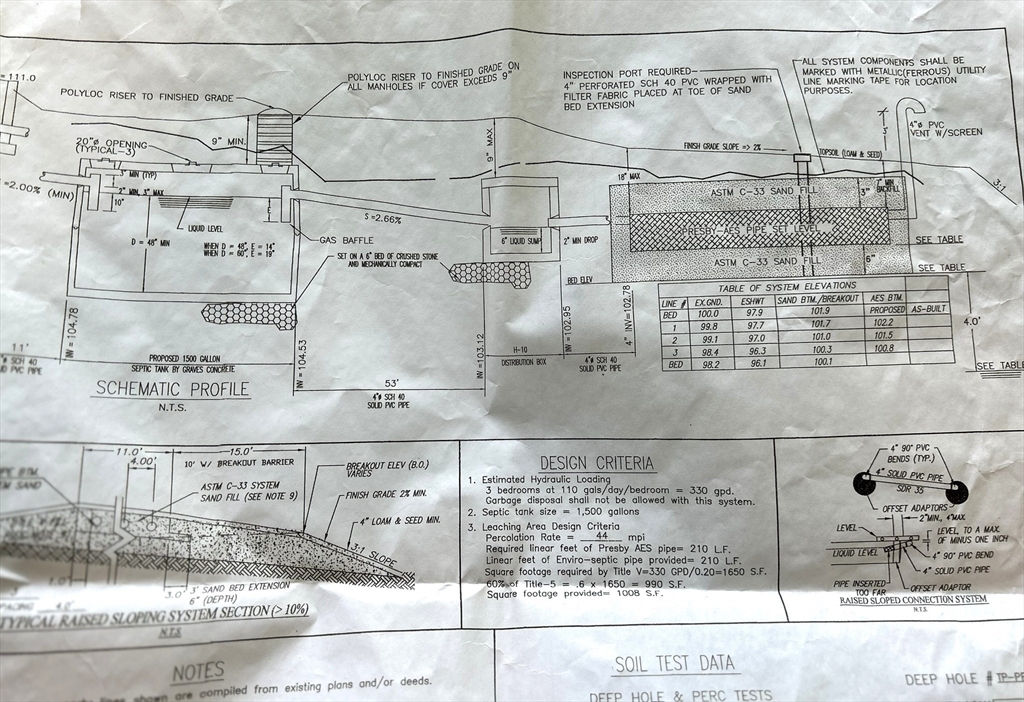 =111.0
POLYLOC RISER TO FINISHED GRADE
POLYLOC RISER TO FINISHED GRADE ON
ALL MANHOLES IF COVER EXCEEDS 9"
INSPECTION PORT REQUIRED
4" PERFORATED SCH 40 PVC WRAPPED WITH
FILTER FABRIC PLACED AT TOE OF SAND
BED EXTENSION
ALL SYSTEM COMPONENTS SHALL BE
MARKED WITH METALLIC(FERROUS) UTILITY
LINE MARKING TAPE FOR LOCATION
PURPOSES.
4"ø PVC
VENT W/SCREEN
3'
20"ø OPENING
(TYPICAL-3)
9" MIN.
9" MAX.
FINISH GRADE SLOPE => 2%
TOPSOIL (LOAM & SEED)
3:1
=2.00%
(MIN)
3" MIN (TYP)
2" MIN, 3" MAX
10"
E
LIQUID LEVEL
D = 48" MIN
WHEN D = 48", E = 14"
WHEN D = 60", E = 19"
GAS BAFFLE
S =2.66%
SET ON A 6" BED OF CRUSHED STONE
AND MECHANICALLY COMPACT
6" LIQUID SUMP
2" MIN DROP
18" MAX
BED ELEV
ASTM C-33 SAND FILL
3"
BACKFILL
PRESBY-AES PIPE SET LEVEL
ASTM C-33 SAND FILL
6"
SEE TABLE
SEE TABLE
INV = 104.78
INV = 104.53
INV =103.12
INV =102.95
4" INV =102.78
11'
SCH 40
PVC PIPE
PROPOSED 1500 GALLON
SEPTIC TANK BY GRAVES CONCRETE
53'
4"ø SCH 40
SOLID PVC PIPE
H-10
DISTRIBUTION BOX
4"ø SCH 40
SOLID PVC PIPE
SCHEMATIC PROFILE
N.T.S.
TABLE OF SYSTEM ELEVATIONS
LINE # EX.GND. ESHWT SAND BTM./BREAKOUT AES BTM.
PROPOSED AS-BUILT
BED 100.0 97.9 101.9
1 99.8 97.7 101.7 102.2
2 99.1 97.0 101.0 101.5
3 98.4 96.3 100.3 100.8
BED 98.2 96.1 100.1
4.0'
SEE TABLE
11.0'
15.0'
4.00'
10' W/ BREAKOUT BARRIER
ASTM C-33 SYSTEM
SAND FILL (SEE NOTE 9)
BREAKOUT ELEV (B.O.)
VARIES
FINISH GRADE 2% MIN.
4" LOAM & SEED MIN.
3:1 SLOPE
1.0'
3.0'
3' SAND BED EXTENSION
6" (DEPTH)
TYPICAL RAISED SLOPING SYSTEM SECTION (> 10%)
N.T.S.
DESIGN CRITERIA
1. Estimated Hydraulic Loading
3 bedrooms at 110 gals/day/bedroom = 330 gpd.
Garbage disposal shall not be allowed with this system.
2. Septic tank size = 1,500 gallons
3. Leaching Area Design Criteria
Percolation Rate = 44 mpi
Required linear feet of Presby AES pipe= 210 L.F.
Linear feet of Enviro-septic pipe provided= 210 L.F.
Square footage required by Title V=330 GPD/0.20=1650 S.F.
60% of Title-5 = .6 x 1650 = 990 S.F.
Square footage provided= 1008 S.F.
4" 90° PVC
BENDS (TYP.)
4" SOLID PVC PIPE
SDR 35
OFFSET ADAPTORS
2"MIN., 4"MAX.
LEVEL
LEVEL, TO A MAX.
OF MINUS ONE INCH
LIQUID LEVEL
4" 90° PVC BEND
4" SOLID PVC PIPE
PIPE INSERTED
TOO FAR
OFFSET ADAPTOR
RAISED SLOPED CONNECTION SYSTEM
N.T.S.
NOTES
lines shown are compiled from existing plans and/or deeds.
SOIL TEST DATA
DEEP HOLE & PERC TESTS
DEEP HOLE #